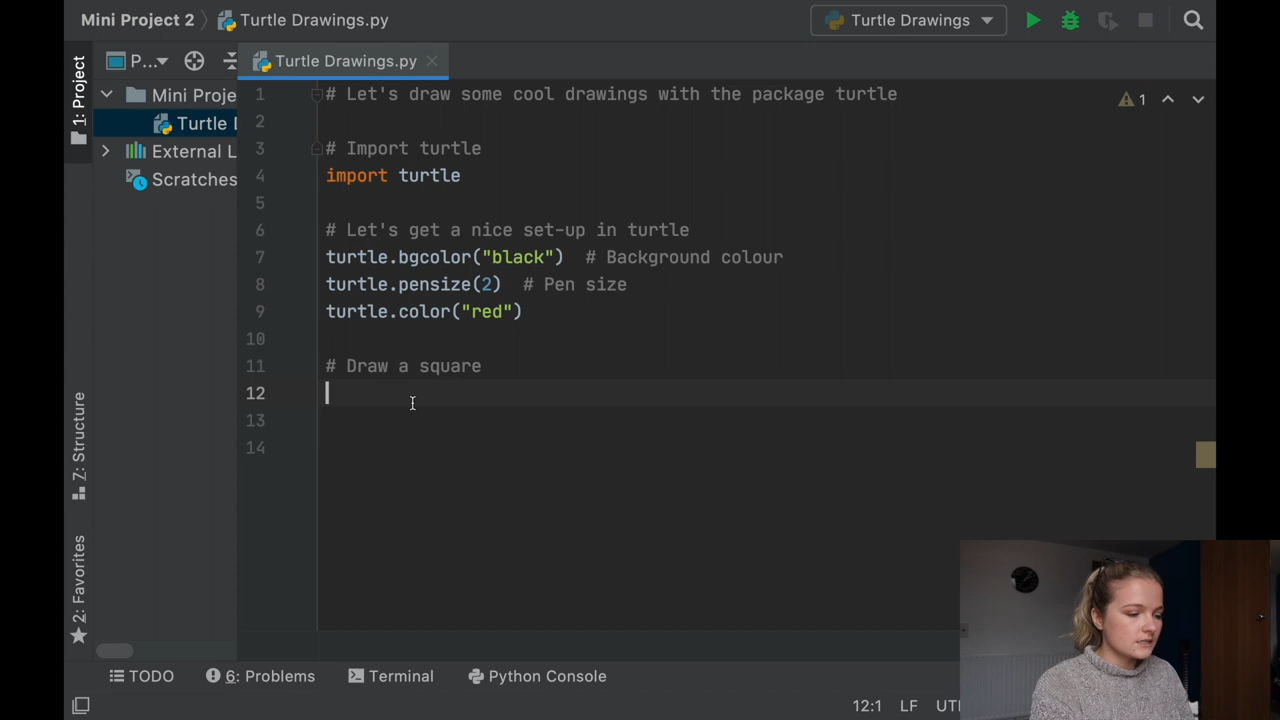 Mini Project 2
Turtle Drawings.py
Turtle Drawings
1: Project
P...
Turtle Drawings.py
Mini Proje
Turtle
External L
Scratches
1 # Let's draw some cool drawings with the package turtle
1
2
3 # Import turtle
4 import turtle
5
6 # Let's get a nice set-up in turtle
7 turtle.bgcolor("black")  # Background colour
8 turtle.pensize(2)  # Pen size
9 turtle.color("red")
10
11 # Draw a square
12
13
14
Z: Structure
2: Favorites
TODO
6: Problems
Terminal
Python Console
12:1
LF